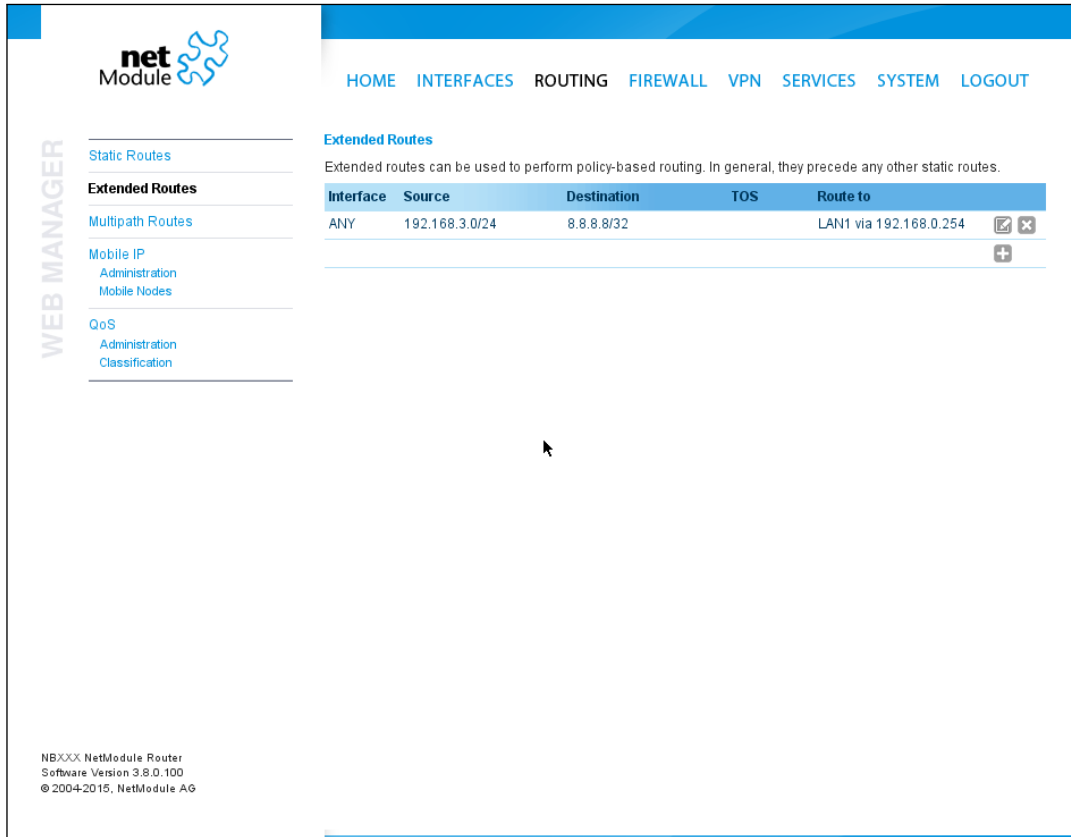 net
Module
HOME INTERFACES ROUTING FIREWALL VPN SERVICES SYSTEM LOGOUT
WEB MANAGER
Static Routes
Extended Routes
Multipath Routes
Mobile IP
Administration
Mobile Nodes
QoS
Administration
Classification
Extended Routes
Extended routes can be used to perform policy-based routing. In general, they precede any other static routes.
Interface Source Destination TOS Route to
ANY 192.168.3.0/24 8.8.8.8/32 LAN1 via 192.168.0.254
NBXXX NetModule Router
Software Version 3.8.0.100
© 2004-2015, NetModule AG